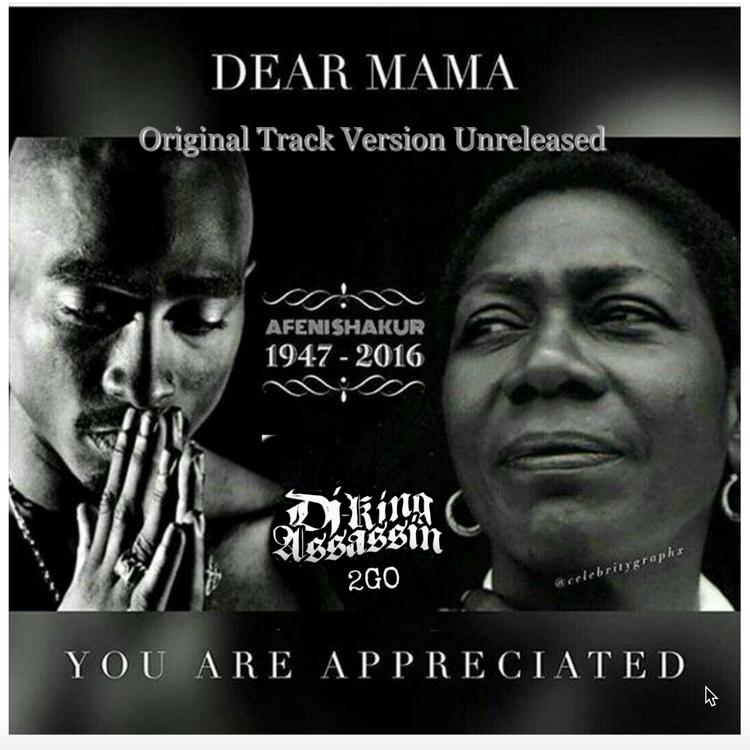 DEAR MAMA
Original Track Version Unreleased
AFENISHAKUR
1947 - 2016
Dj King
Assassin
2GO
@celebritygraphx
YOU ARE APPRECIATED